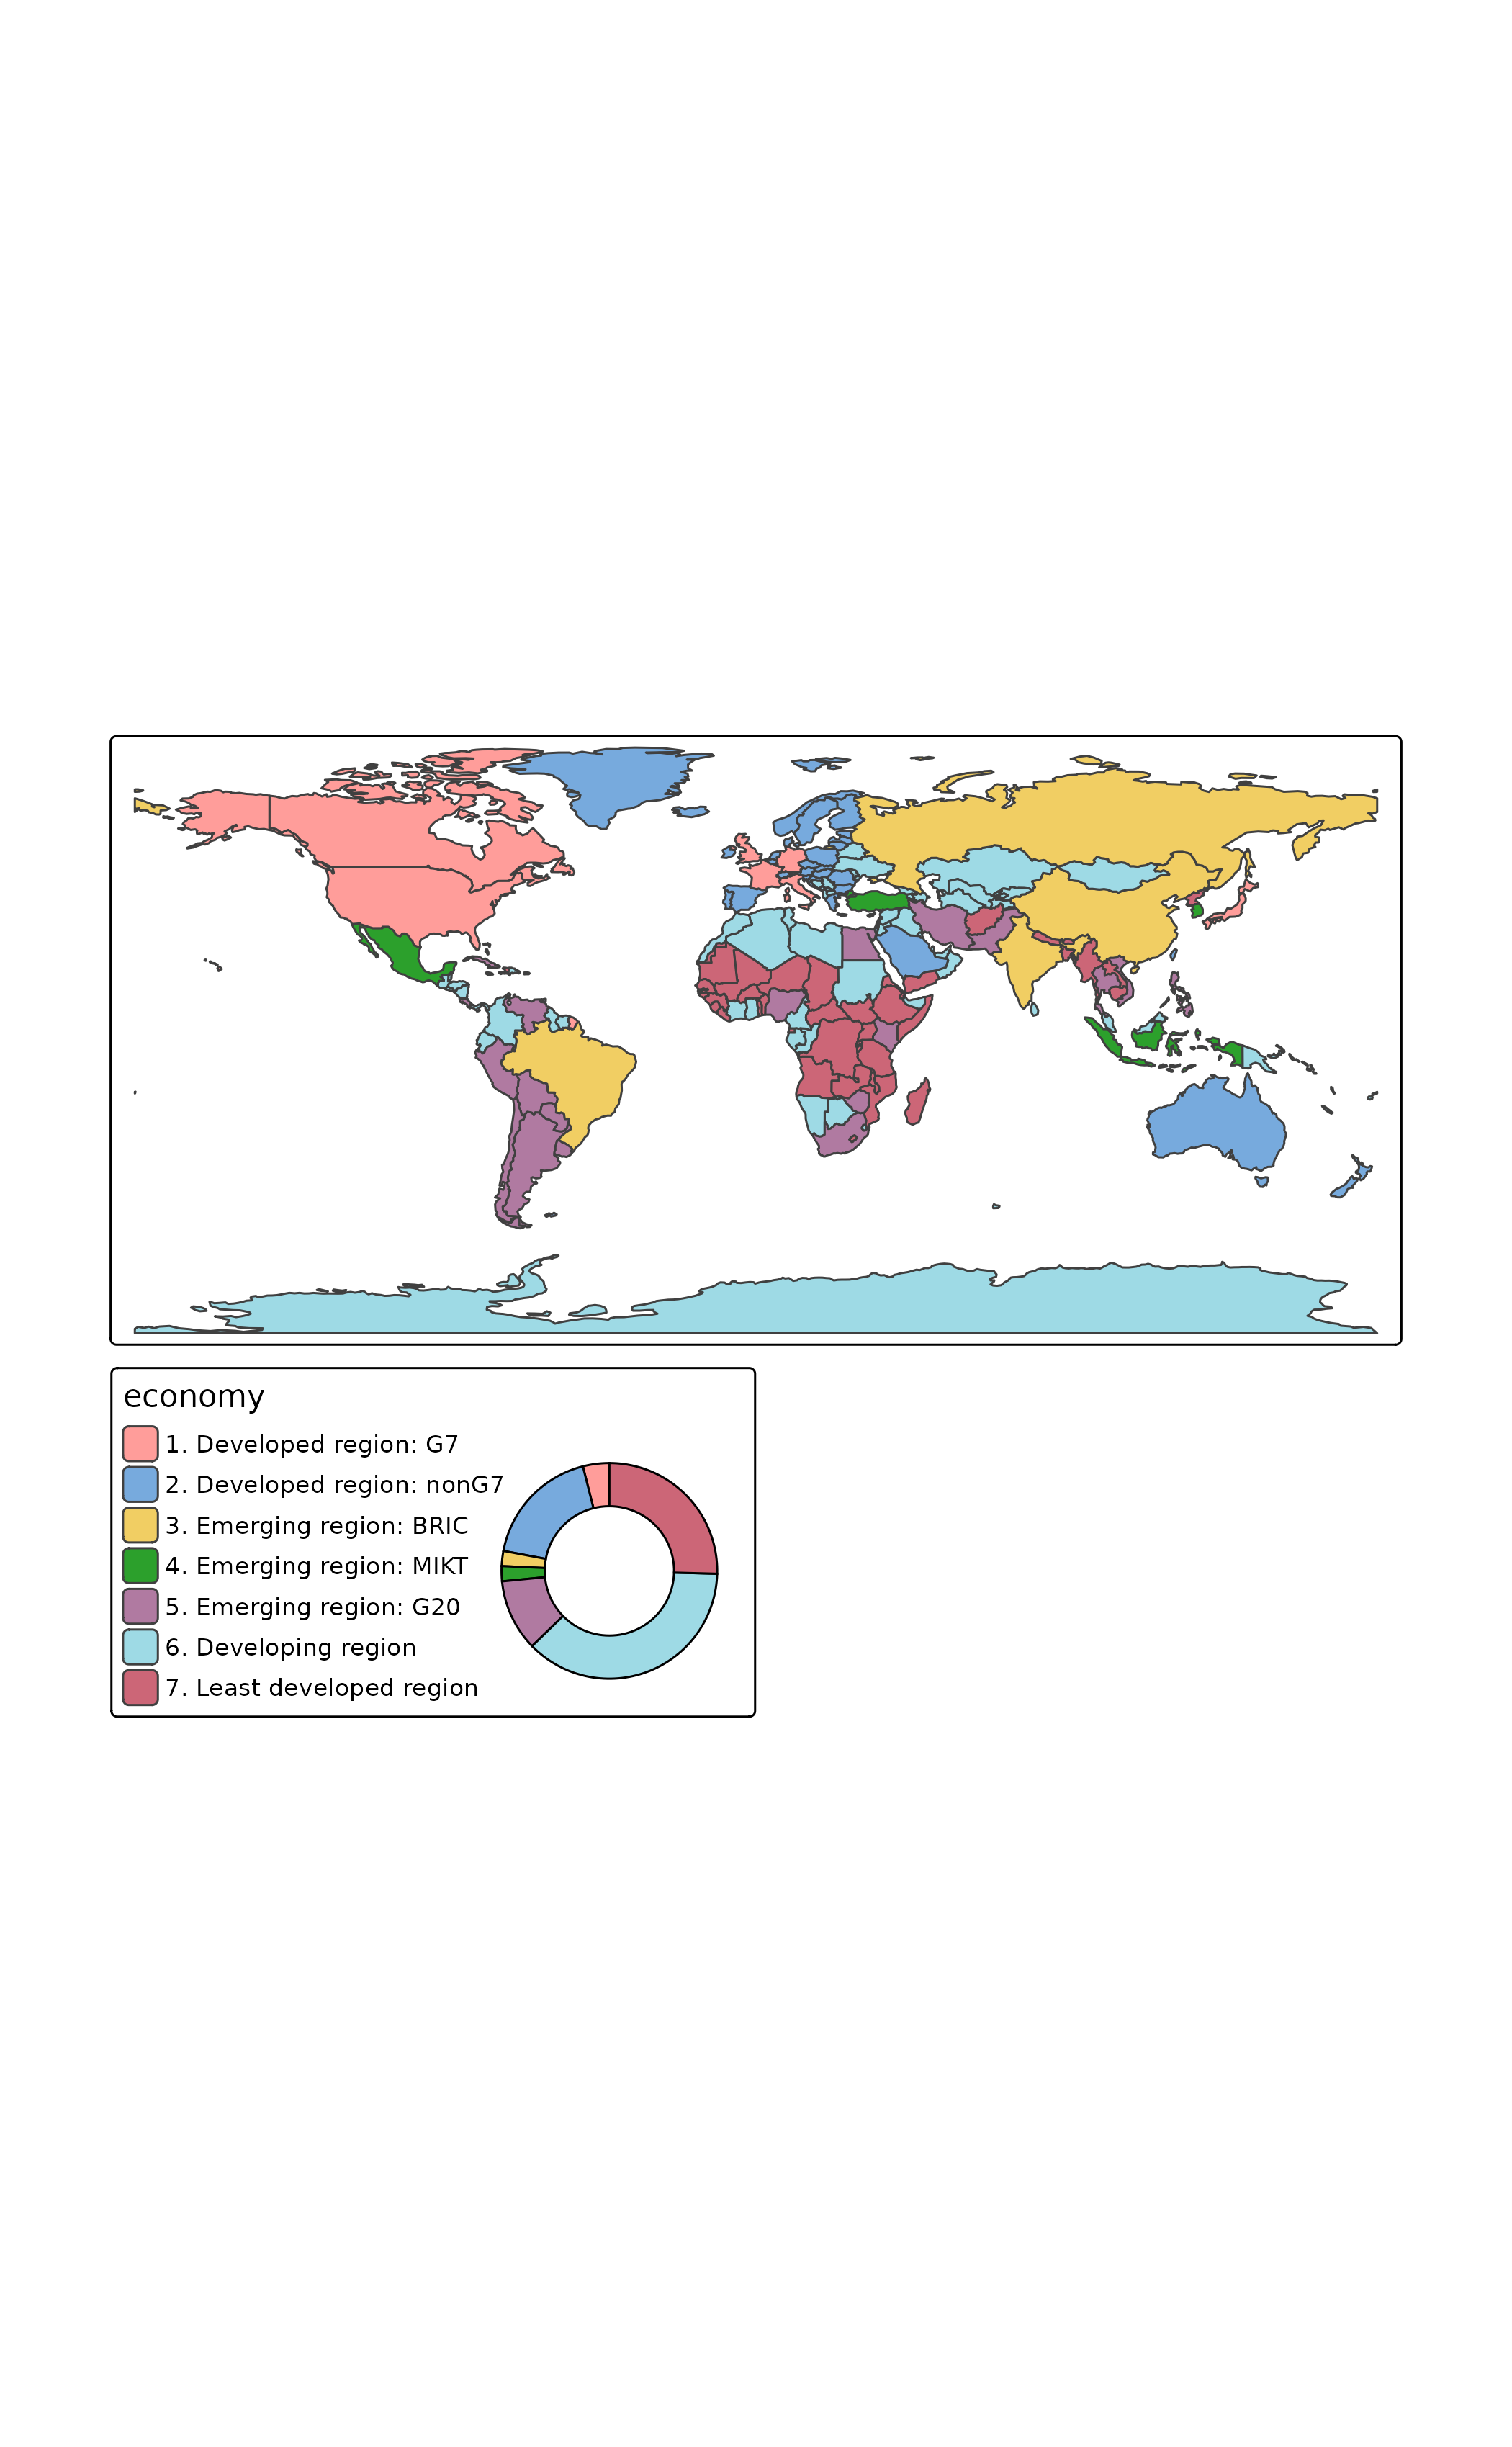 economy
1. Developed region: G7
2. Developed region: nonG7
3. Emerging region: BRIC
4. Emerging region: MIKT
5. Emerging region: G20
6. Developing region
7. Least developed region